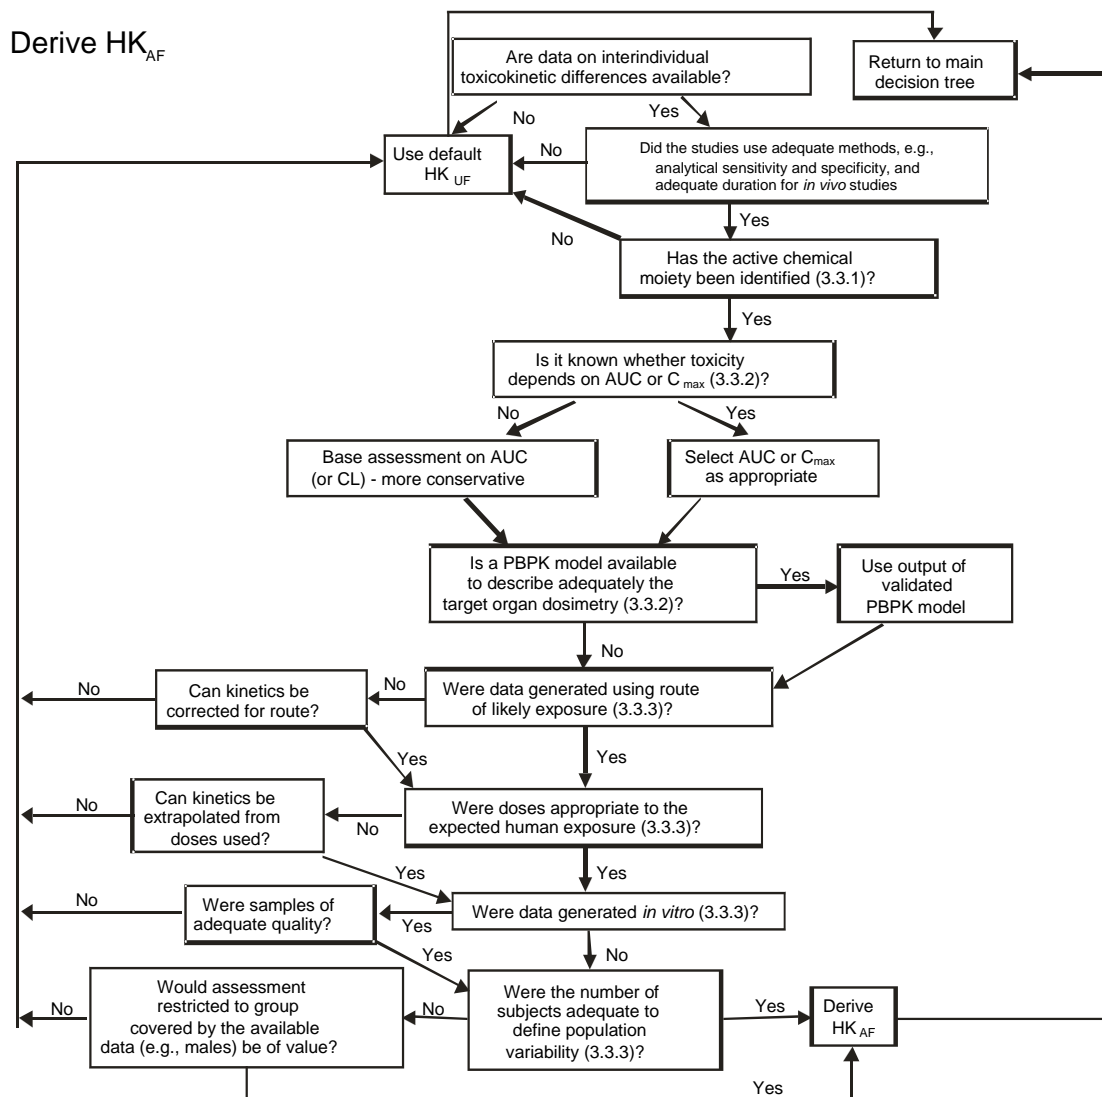 Derive HK AF
Are data on interindividual
toxicokinetic differences available?
Return to main
decision tree
No
Yes
Use default
HK UF
No
Did the studies use adequate methods, e.g.,
analytical sensitivity and specificity, and
adequate duration for in vivo studies
Yes
No
Has the active chemical
moiety been identified (3.3.1)?
Yes
Is it known whether toxicity
depends on AUC or C max (3.3.2)?
No
Yes
Base assessment on AUC
(or CL) - more conservative
Select AUC or Cmax
as appropriate
Is a PBPK model available
to describe adequately the
target organ dosimetry (3.3.2)?
Yes
Use output of
validated
PBPK model
No
No
Can kinetics be
corrected for route?
No
Were data generated using route
of likely exposure (3.3.3)?
Yes
Yes
No
Can kinetics be
extrapolated from
doses used?
No
Were doses appropriate to the
expected human exposure (3.3.3)?
Yes
Yes
No
Were samples of
adequate quality?
Yes
Were data generated in vitro (3.3.3)?
Yes
No
No
Would assessment
restricted to group
covered by the available
data (e.g., males) be of value?
No
Were the number of
subjects adequate to
define population
variability (3.3.3)?
Yes
Derive
HK AF
Yes